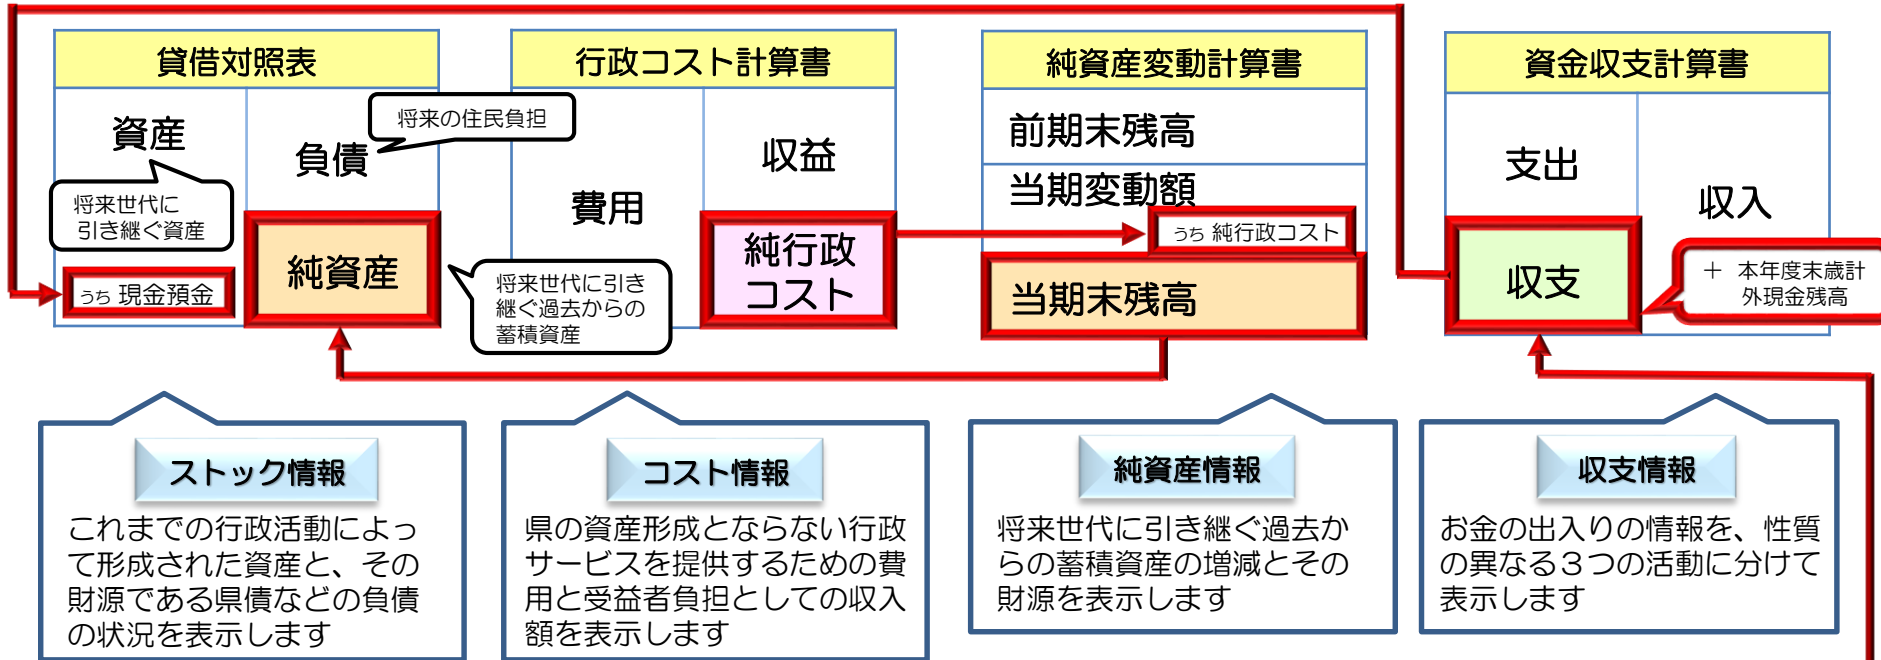 貸借対照表
資産
負債
将来の住民負担
将来世代に
引き継ぐ資産
うち 現金預金
純資産
将来世代に引き
継ぐ過去からの
蓄積資産
行政コスト計算書
費用
収益
純行政
コスト
純資産変動計算書
前期末残高
当期変動額
うち 純行政コスト
当期末残高
資金収支計算書
支出
収入
収支
＋ 本年度末歳計
外現金残高
ストック情報
これまでの行政活動によっ
て形成された資産と、その
財源である県債などの負債
の状況を表示します
コスト情報
県の資産形成とならない行政
サービスを提供するための費
用と受益者負担としての収入
額を表示します
純資産情報
将来世代に引き継ぐ過去か
らの蓄積資産の増減とその
財源を表示します
収支情報
お金の出入りの情報を、性質
の異なる３つの活動に分けて
表示します